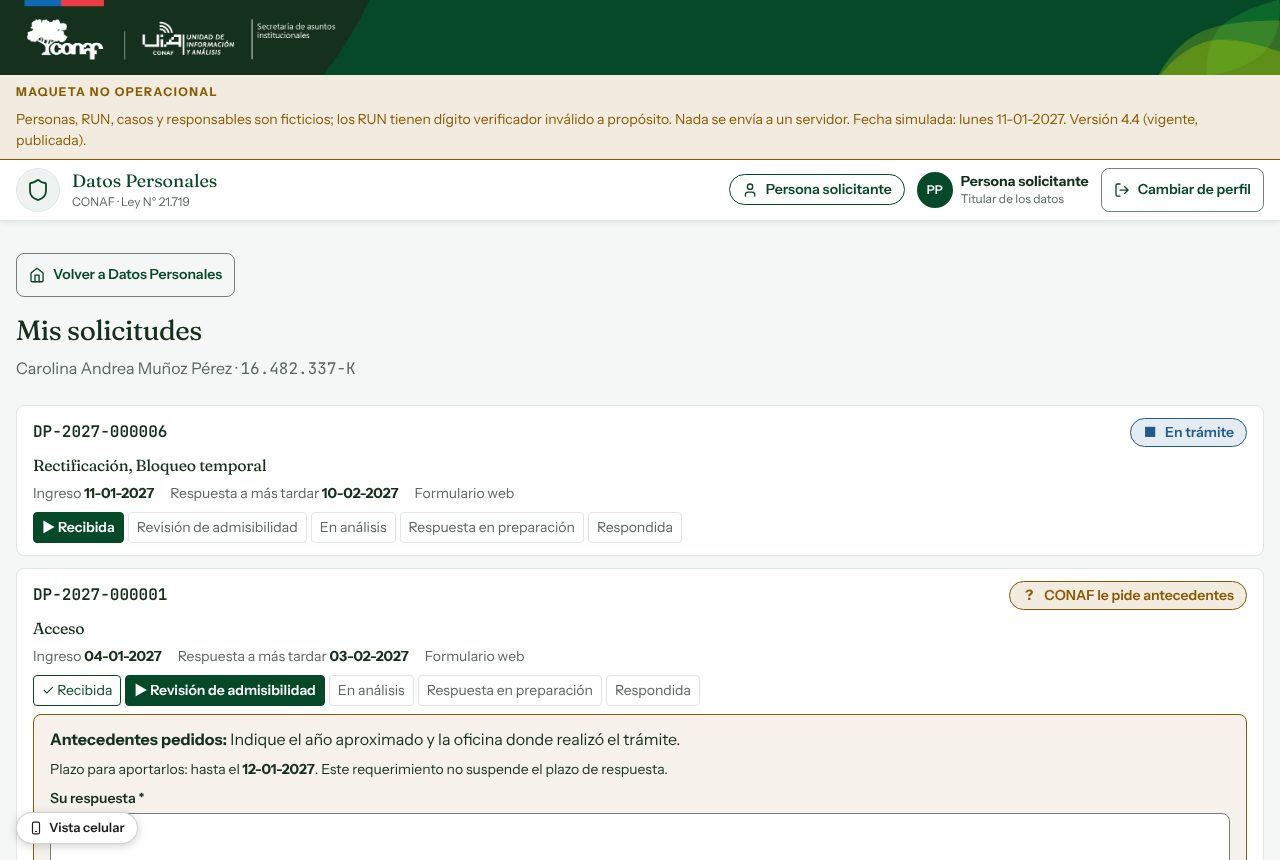 conaf
UIA CONAF
UNIDAD DE
INFORMACIÓN
Y ANÁLISIS
Secretaría de asuntos
institucionales
MAQUETA NO OPERACIONAL
Personas, RUN, casos y responsables son ficticios; los RUN tienen dígito verificador inválido a propósito. Nada se envía a un servidor. Fecha simulada: lunes 11-01-2027. Versión 4.4 (vigente,
publicada).
Datos Personales
CONAF · Ley N° 21.719
Persona solicitante
PP
Persona solicitante
Titular de los datos
Cambiar de perfil
Volver a Datos Personales
Mis solicitudes
Carolina Andrea Muñoz Pérez · 16.482.337-K
DP-2027-000006
En trámite
Rectificación, Bloqueo temporal
Ingreso 11-01-2027 Respuesta a más tardar 10-02-2027 Formulario web
▶ Recibida Revisión de admisibilidad En análisis Respuesta en preparación Respondida
DP-2027-000001
? CONAF le pide antecedentes
Acceso
Ingreso 04-01-2027 Respuesta a más tardar 03-02-2027 Formulario web
✓ Recibida ▶ Revisión de admisibilidad En análisis Respuesta en preparación Respondida
Antecedentes pedidos: Indique el año aproximado y la oficina donde realizó el trámite.
Plazo para aportarlos: hasta el 12-01-2027. Este requerimiento no suspende el plazo de respuesta.
Su respuesta *
Vista celular